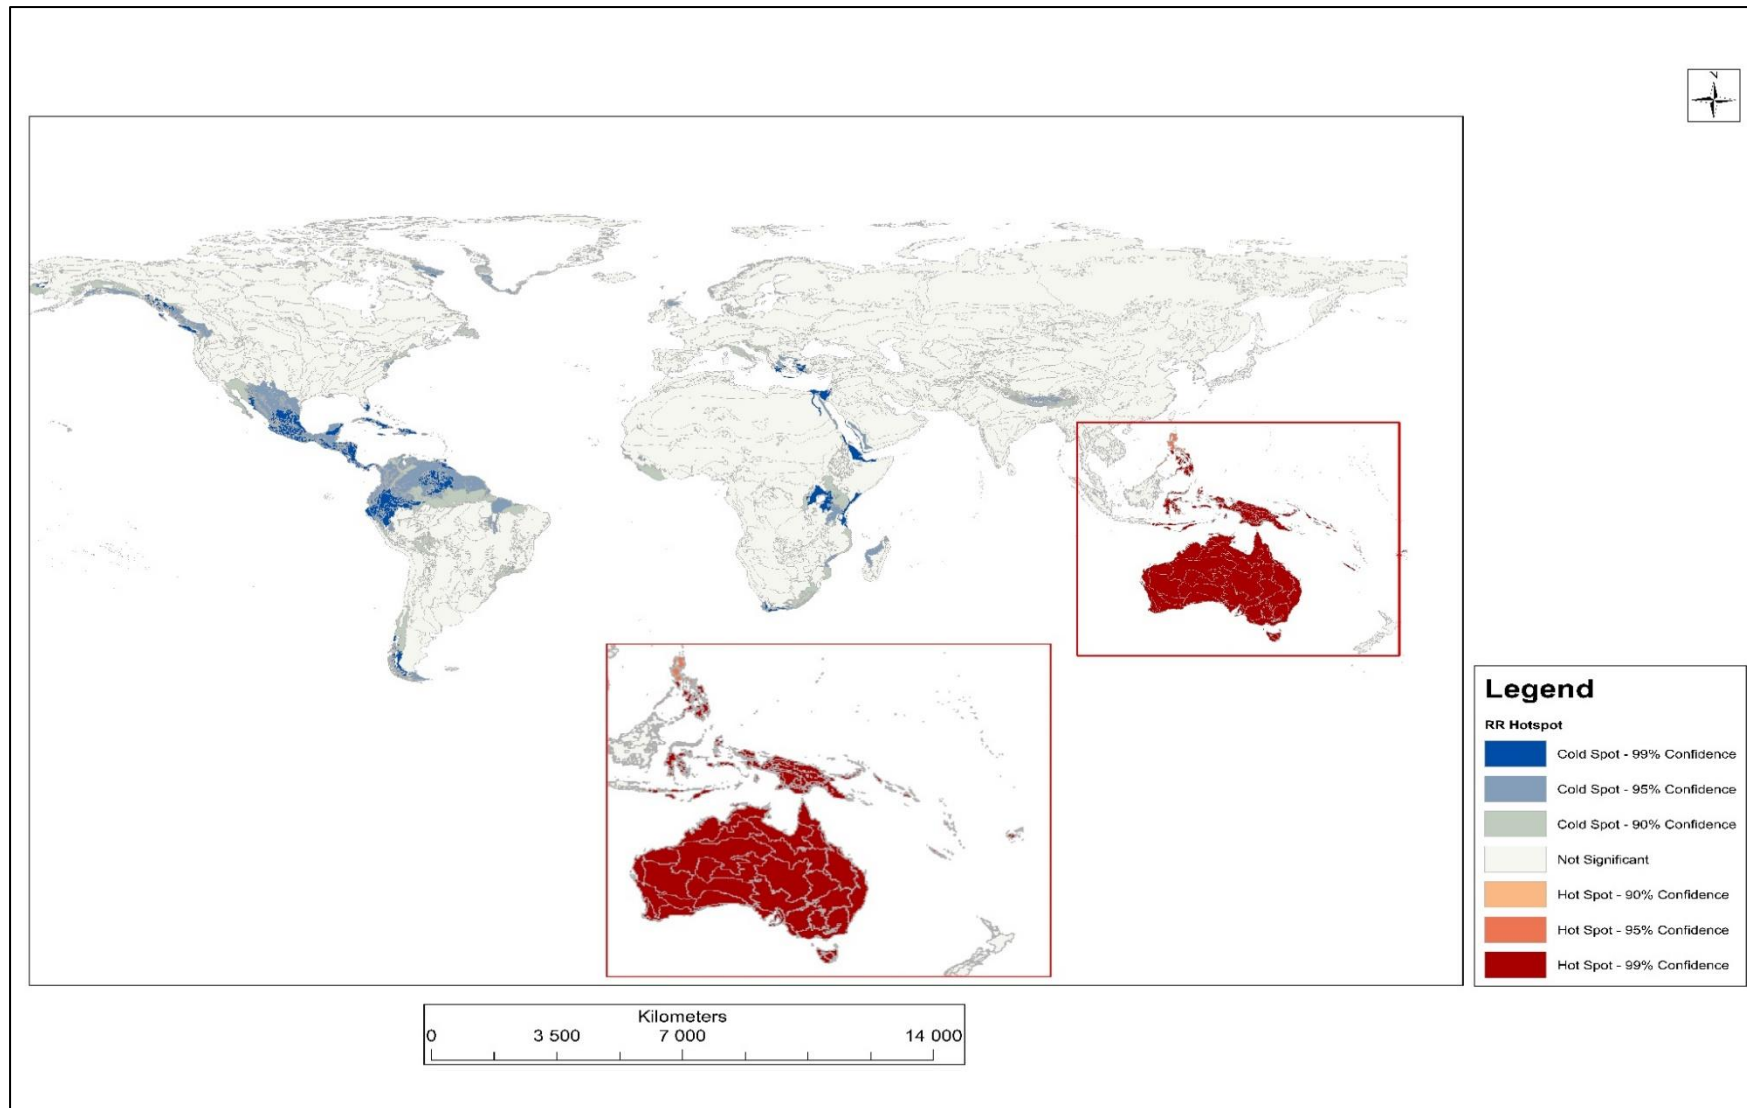 N
Legend
RR Hotspot
Cold Spot - 99% Confidence
Cold Spot - 95% Confidence
Cold Spot - 90% Confidence
Not Significant
Hot Spot - 90% Confidence
Hot Spot - 95% Confidence
Hot Spot - 99% Confidence
Kilometers
0 3 500 7 000 14 000